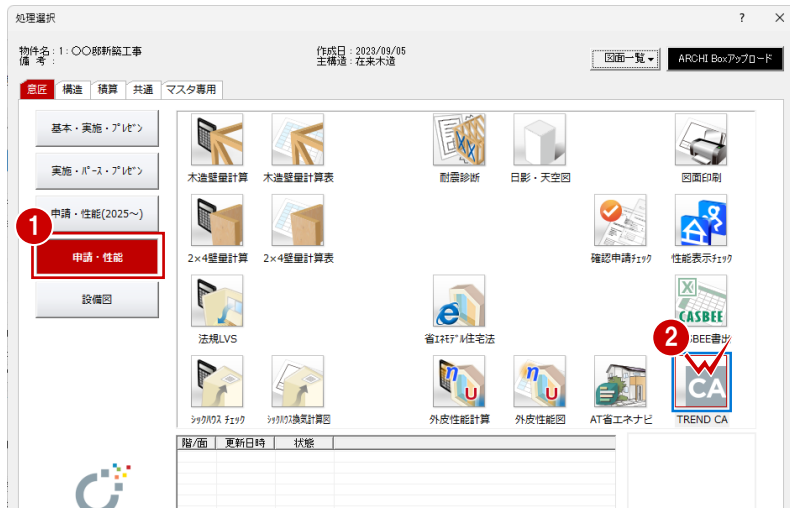 処理選択
? ×
物件名：1：〇〇邸新築工事
備 考：
作成日：2023/09/05
主構造：在来木造
図面一覧
ARCHI Boxアップロード
意匠 構造 積算 共通 マスタ専用
基本・実施・ﾌﾟﾚｾﾞﾝ
実施・ﾊﾟｰｽ・ﾌﾟﾚｾﾞﾝ
申請・性能(2025～)
1
申請・性能
設備図
木造壁量計算 木造壁量計算表 耐震診断 日影・天空図 図面印刷
2×4壁量計算 2×4壁量計算表 確認申請ﾁｪｯｸ 性能表示ﾁｪｯｸ
CASBEE
法規LVS 省ｴﾈﾓﾃﾞﾙ住宅法 SBEE書出
2
CA
ｼｯｸﾊｳｽ ﾁｪｯｸ ｼｯｸﾊｳｽ換気計算図 外皮性能計算 外皮性能図 AT省エネナビ TREND CA
階/面 更新日時 状態